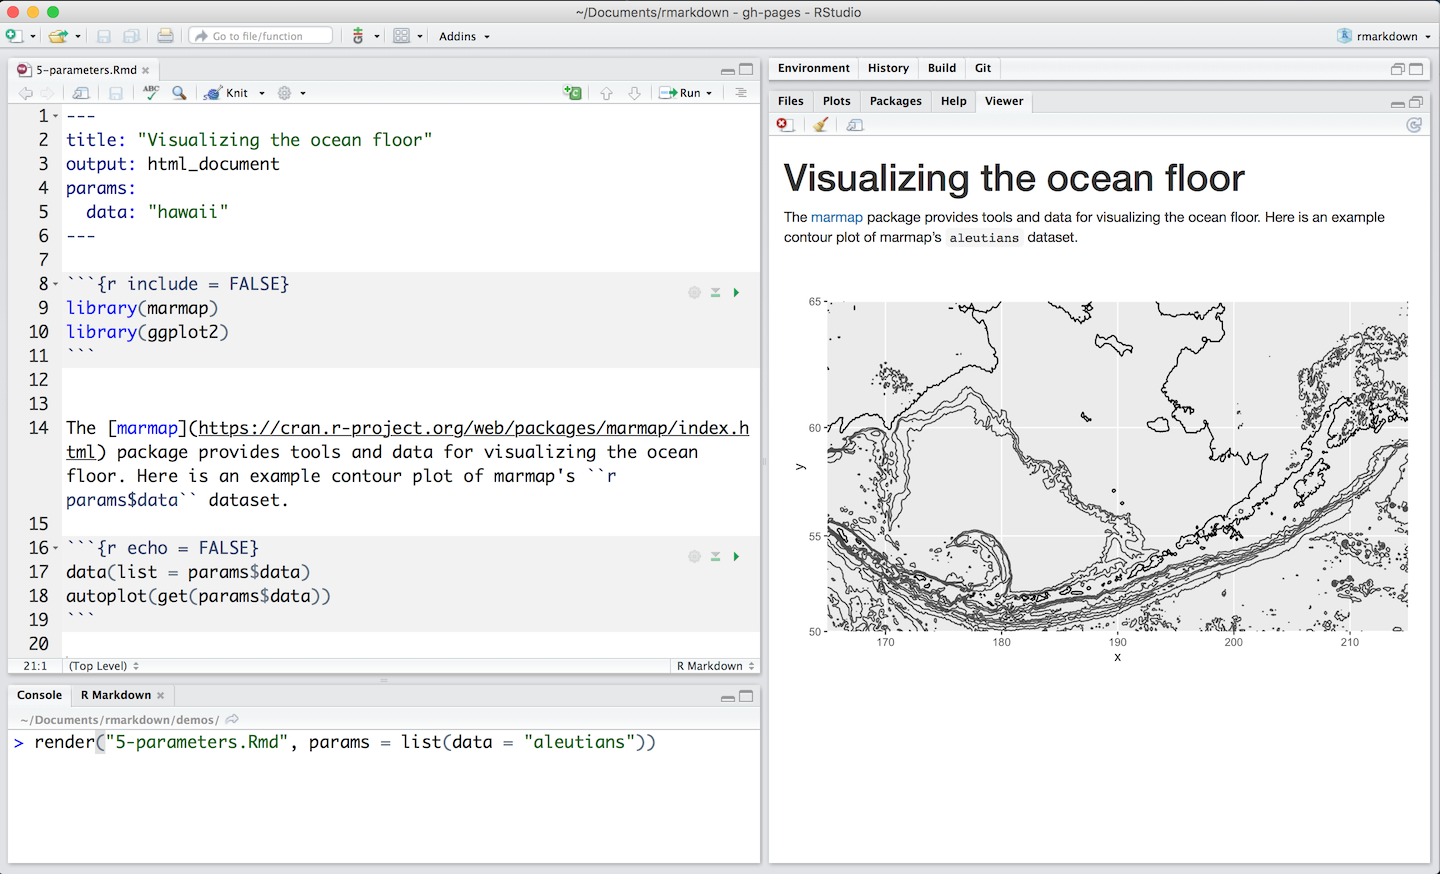 ~/Documents/rmarkdown - gh-pages - RStudio
Go to file/function
Addins
rmarkdown
5-parameters.Rmd
ABC
Knit
Run
1 ---
2 title: "Visualizing the ocean floor"
3 output: html_document
4 params:
5   data: "hawaii"
6 ---
7
8 ```{r include = FALSE}
9 library(marmap)
10 library(ggplot2)
11 ```
12
13
14 The [marmap](https://cran.r-project.org/web/packages/marmap/index.h
tml) package provides tools and data for visualizing the ocean
floor. Here is an example contour plot of marmap's ``r
params$data`` dataset.
15
16 ```{r echo = FALSE}
17 data(list = params$data)
18 autoplot(get(params$data))
19 ```
20
21:1 (Top Level) R Markdown
Console R Markdown
~/Documents/rmarkdown/demos/
> render("5-parameters.Rmd", params = list(data = "aleutians"))
Environment History Build Git
Files Plots Packages Help Viewer
Visualizing the ocean floor
The marmap package provides tools and data for visualizing the ocean floor. Here is an example
contour plot of marmap's aleutians dataset.
65
60
y
55
50
170 180 190 200 210
x